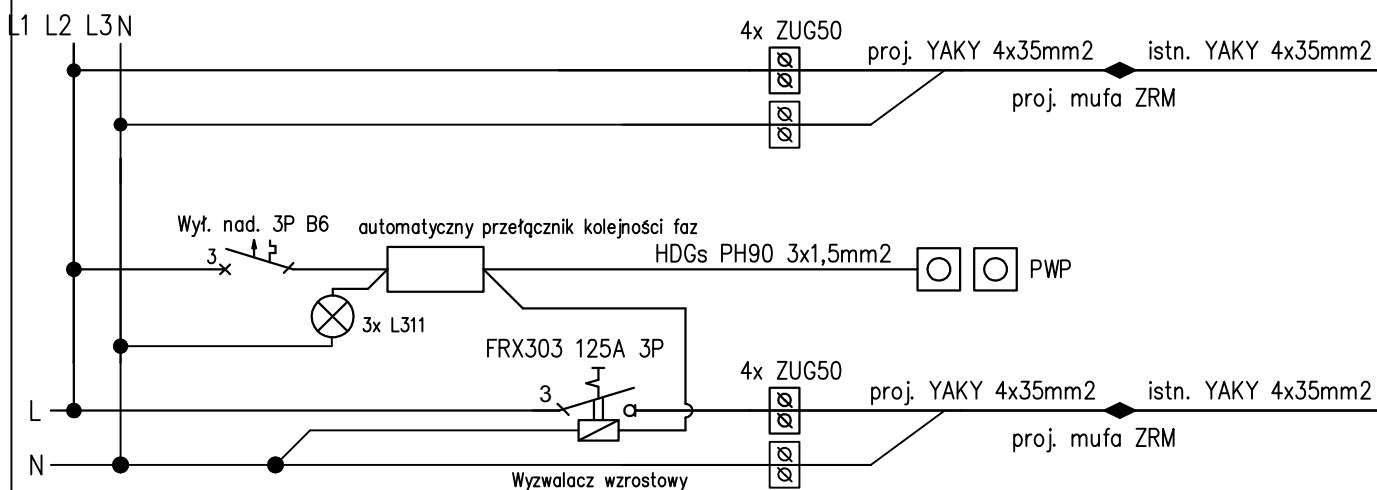 L1 L2 L3 N
4x ZUG50
proj. YAKY 4x35mm2
istn. YAKY 4x35mm2
proj. mufa ZRM
Wył. nad. 3P B6
automatyczny przełącznik kolejności faz
3
HDGs PH90 3x1,5mm2
PWP
3x L311
FRX303 125A 3P
4x ZUG50
3
proj. YAKY 4x35mm2
istn. YAKY 4x35mm2
L
proj. mufa ZRM
N
Wyzwalacz wzrostowy